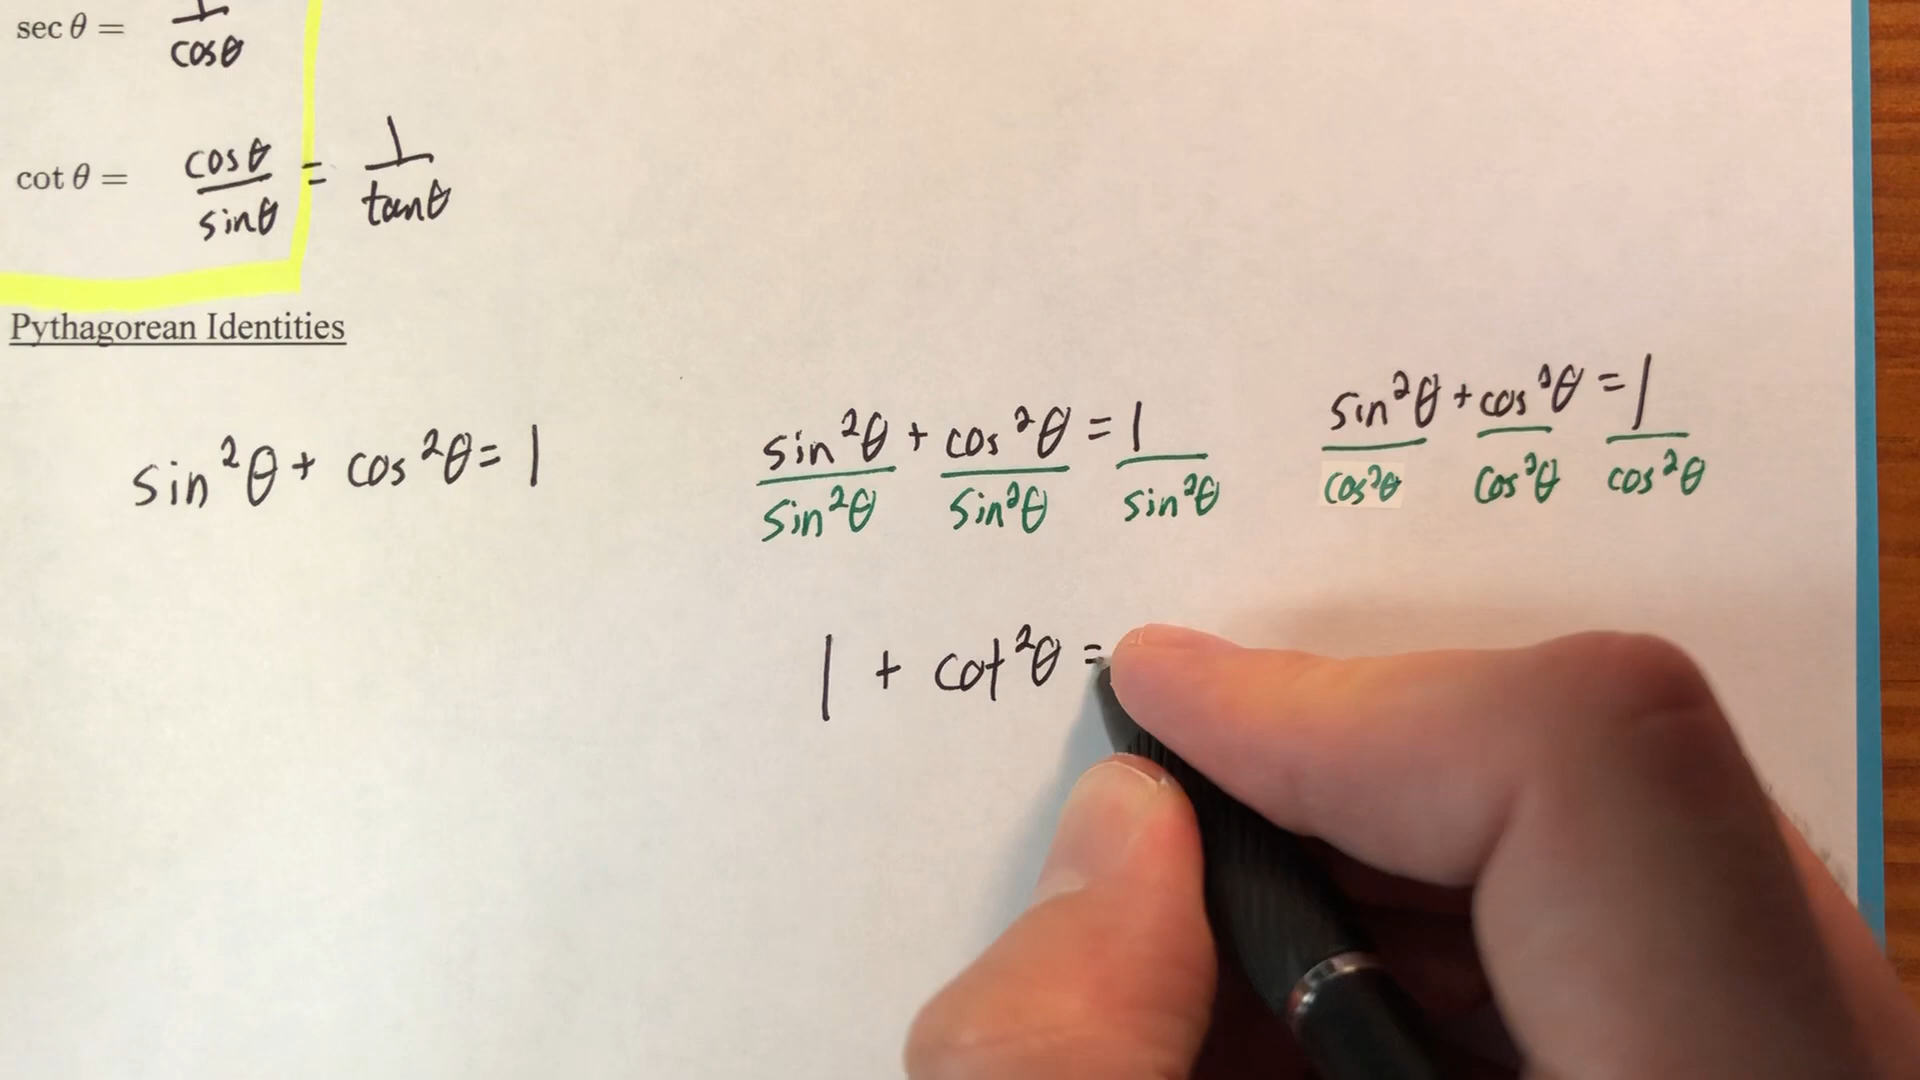 sec θ = 1/cosθ
cot θ = cosθ/sinθ = 1/tanθ
Pythagorean Identities
sin²θ + cos²θ = 1
sin²θ/sin²θ + cos²θ/sin²θ = 1/sin²θ
sin²θ/cos²θ + cos²θ/cos²θ = 1/cos²θ
1 + cot²θ =